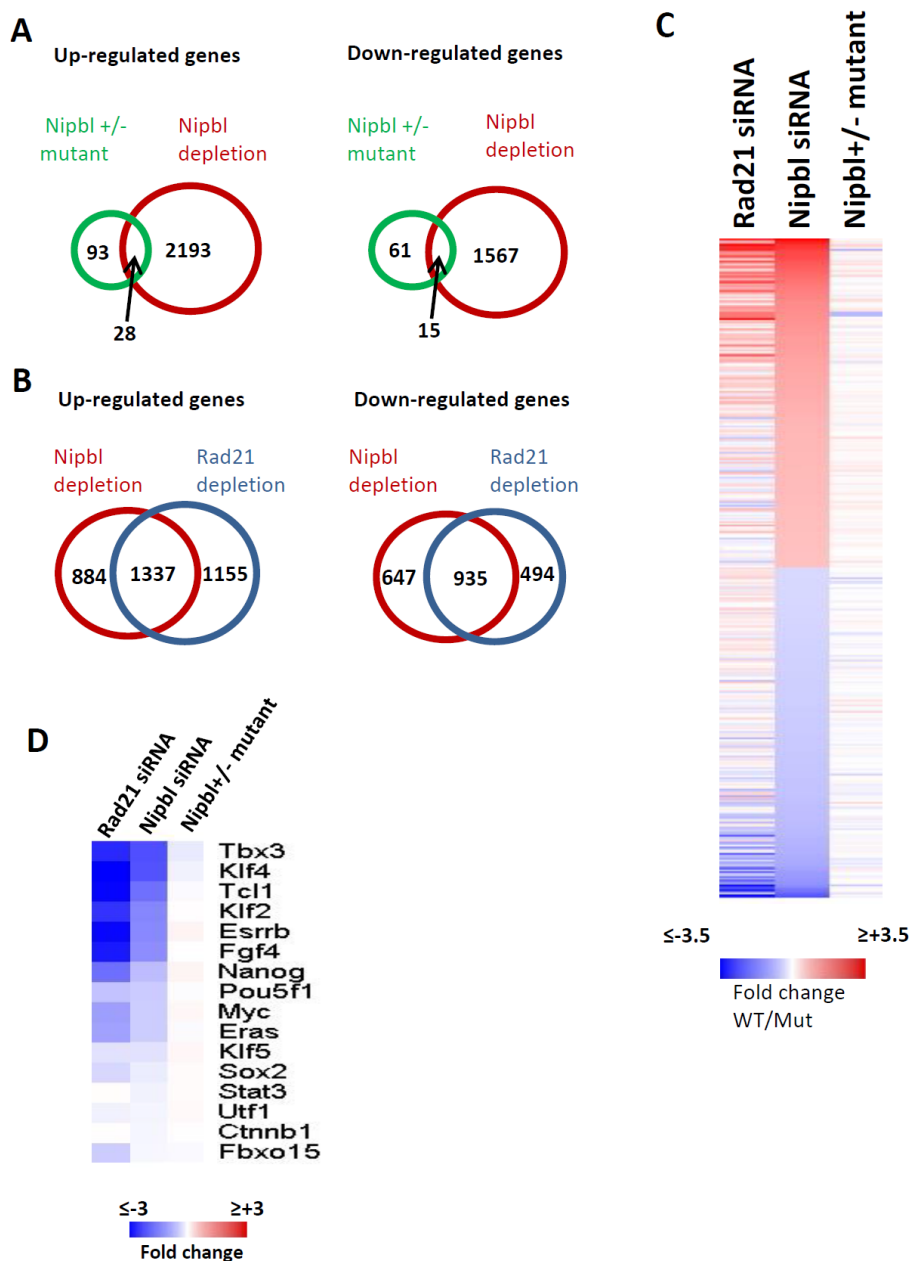 A
Up-regulated genes
Down-regulated genes
Nipbl +/-
mutant
Nipbl
depletion
Nipbl +/-
mutant
Nipbl
depletion
93
2193
28
61
1567
15
B
Up-regulated genes
Down-regulated genes
Nipbl
depletion
Rad21
depletion
Nipbl
depletion
Rad21
depletion
884
1337
1155
647
935
494
C
Rad21 siRNA
Nipbl siRNA
Nipbl+/- mutant
≤-3.5
≥+3.5
Fold change
WT/Mut
D
Rad21 siRNA
Nipbl siRNA
Nipbl+/- mutant
Tbx3
Klf4
Tcl1
Klf2
Esrrb
Fgf4
Nanog
Pou5f1
Myc
Eras
Klf5
Sox2
Stat3
Utf1
Ctnnb1
Fbxo15
≤-3
≥+3
Fold change